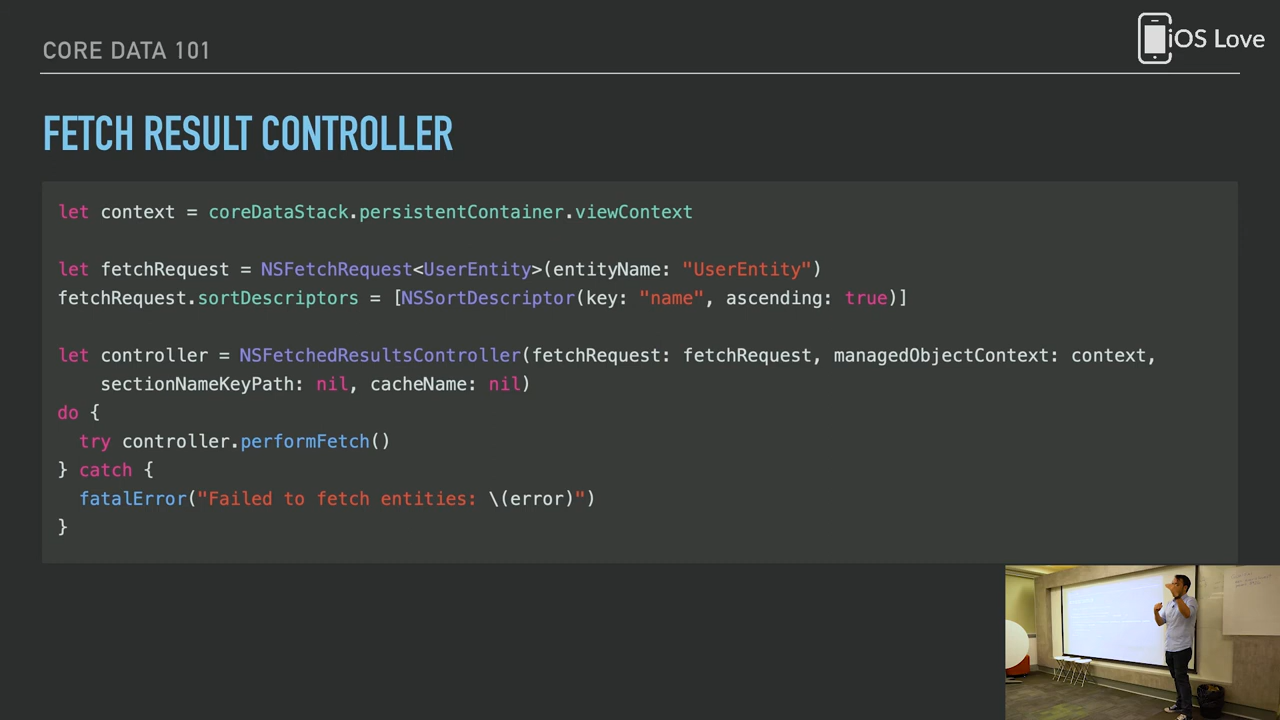 CORE DATA 101
iOS Love
FETCH RESULT CONTROLLER
let context = coreDataStack.persistentContainer.viewContext
let fetchRequest = NSFetchRequest<UserEntity>(entityName: "UserEntity")
fetchRequest.sortDescriptors = [NSSortDescriptor(key: "name", ascending: true)]
let controller = NSFetchedResultsController(fetchRequest: fetchRequest, managedObjectContext: context,
sectionNameKeyPath: nil, cacheName: nil)
do {
try controller.performFetch()
} catch {
fatalError("Failed to fetch entities: \(error)")
}